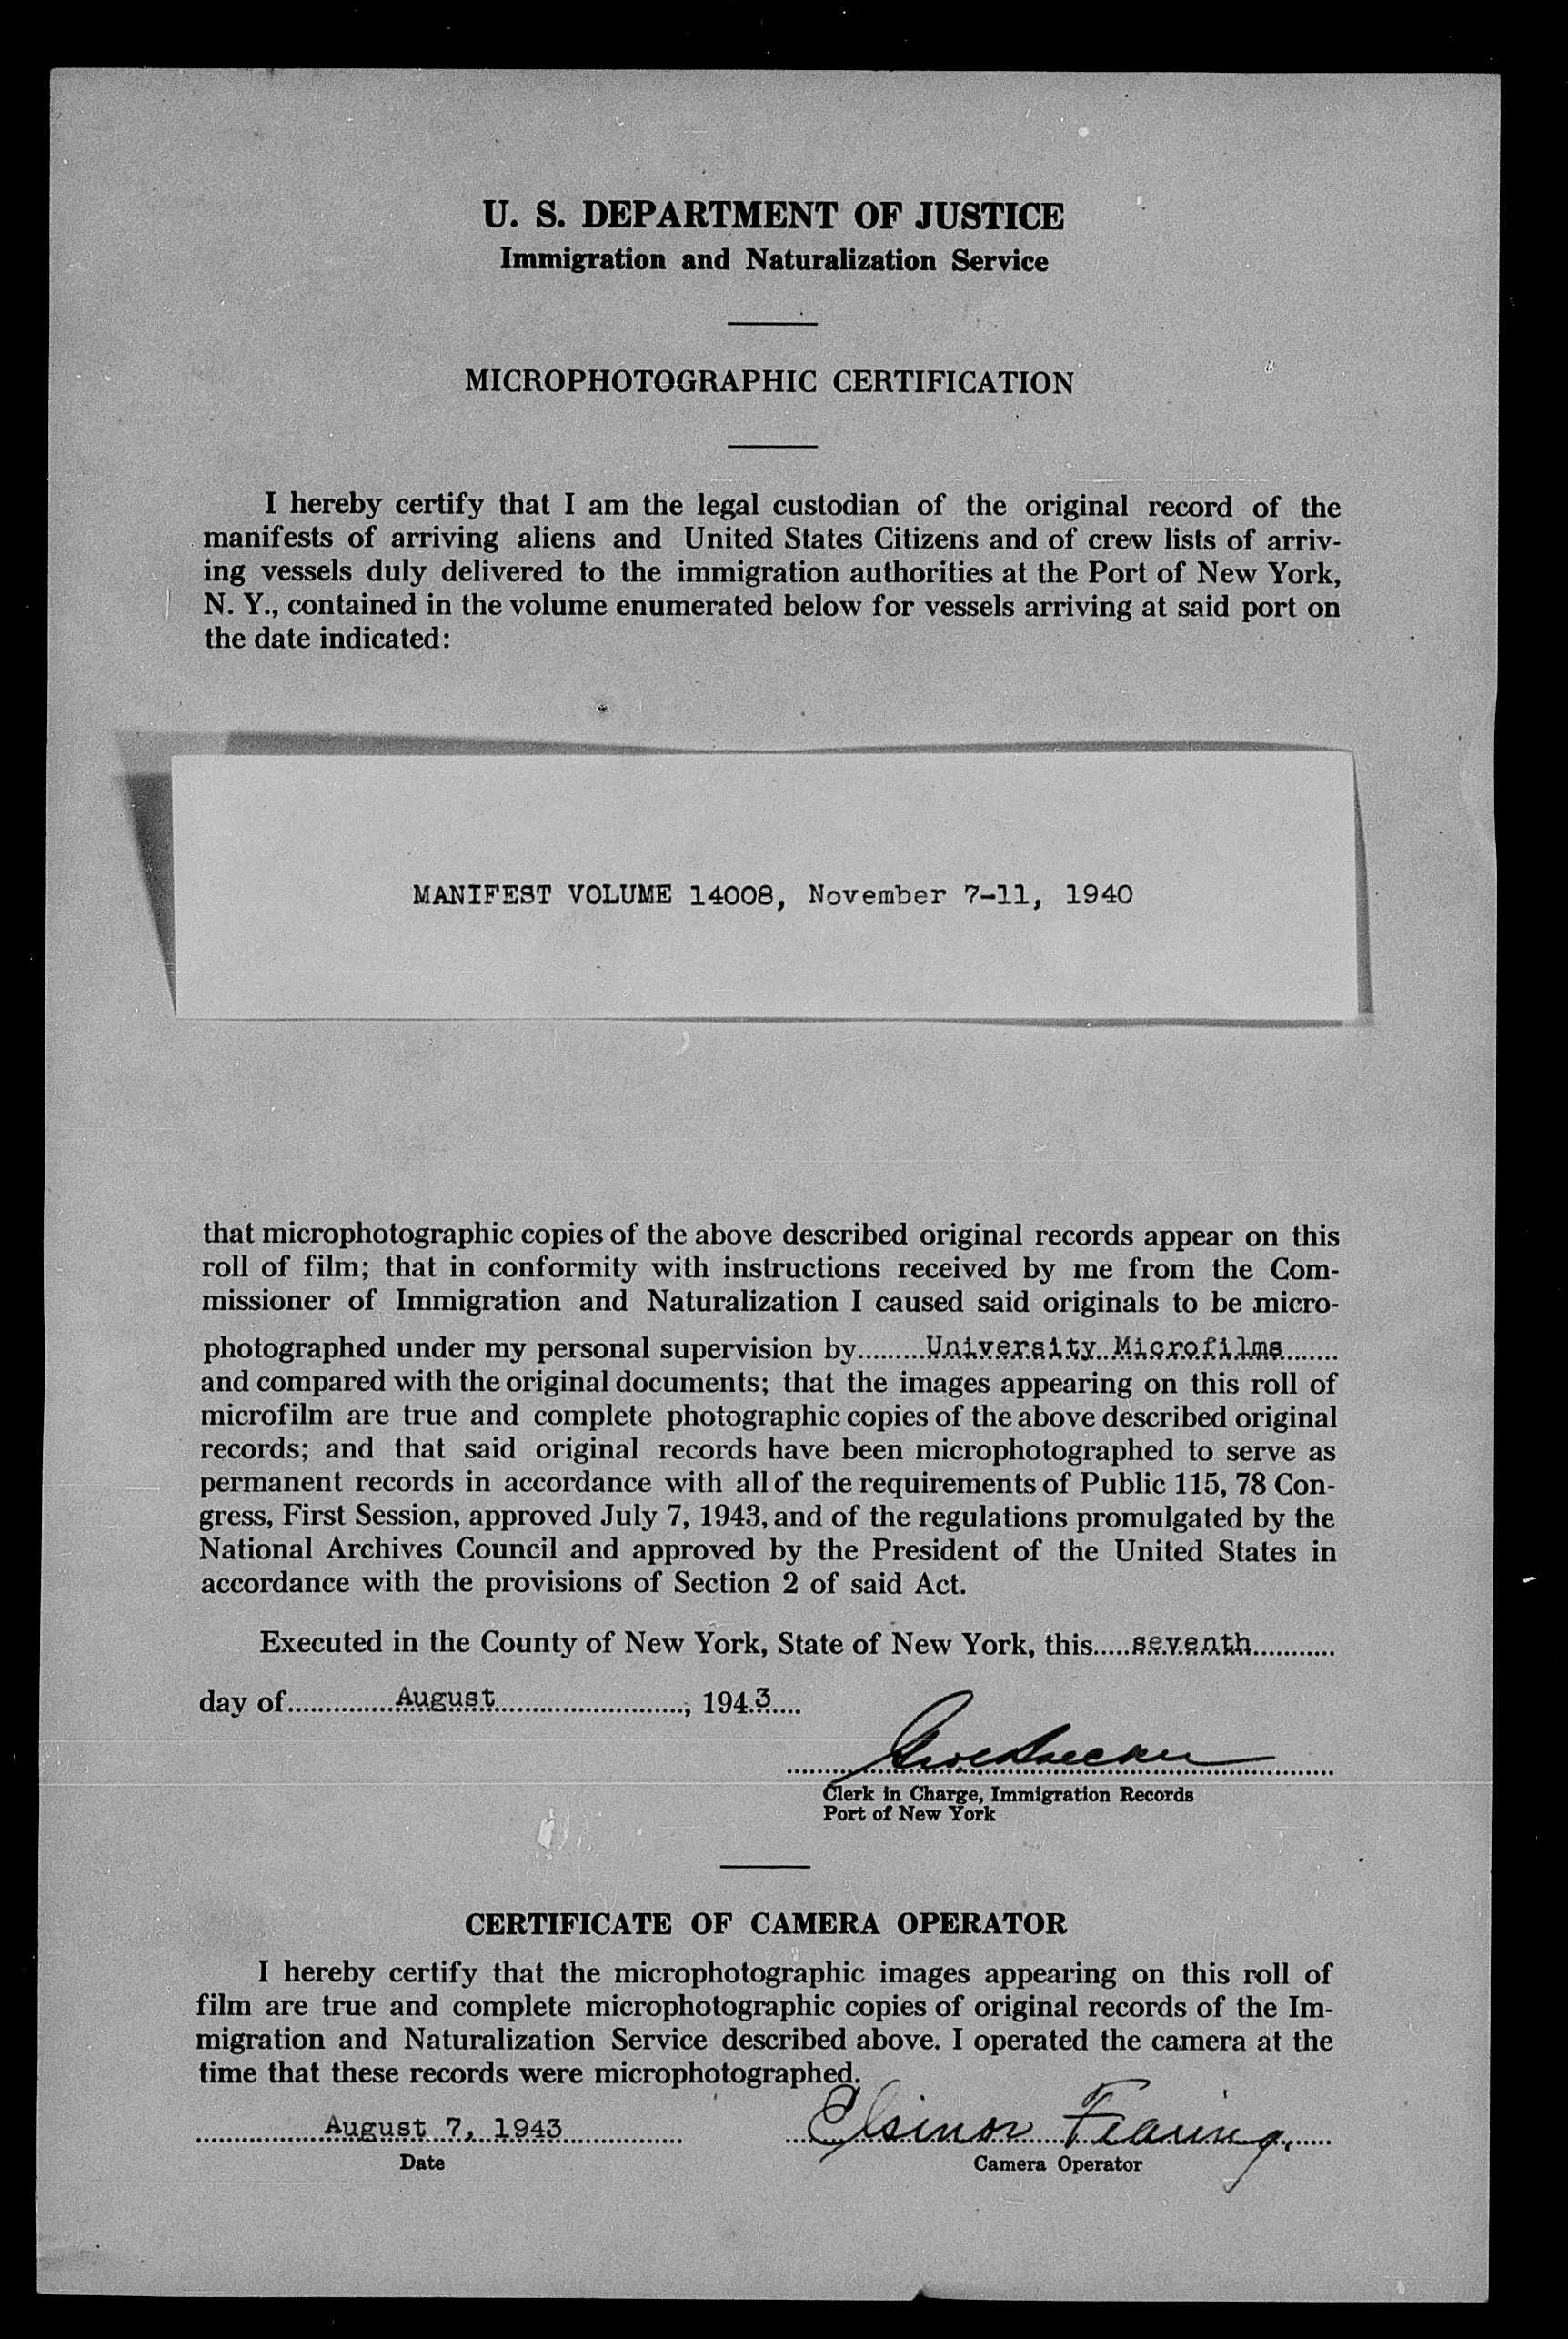 U. S. DEPARTMENT OF JUSTICE
Immigration and Naturalization Service
MICROPHOTOGRAPHIC CERTIFICATION
I hereby certify that I am the legal custodian of the original record of the
manifests of arriving aliens and United States Citizens and of crew lists of arriv-
ing vessels duly delivered to the immigration authorities at the Port of New York,
N. Y., contained in the volume enumerated below for vessels arriving at said port on
the date indicated:
MANIFEST VOLUME 14008, November 7-11, 1940
that microphotographic copies of the above described original records appear on this
roll of film; that in conformity with instructions received by me from the Com-
missioner of Immigration and Naturalization I caused said originals to be micro-
photographed under my personal supervision by.........University Microfilms.......
and compared with the original documents; that the images appearing on this roll of
microfilm are true and complete photographic copies of the above described original
records; and that said original records have been microphotographed to serve as
permanent records in accordance with all of the requirements of Public 115, 78 Con-
gress, First Session, approved July 7, 1943, and of the regulations promulgated by the
National Archives Council and approved by the President of the United States in
accordance with the provisions of Section 2 of said Act.
Executed in the County of New York, State of New York, this.....seventh...........
day of..............August.........................., 194.3....
Clerk in Charge, Immigration Records
Port of New York
CERTIFICATE OF CAMERA OPERATOR
I hereby certify that the microphotographic images appearing on this roll of
film are true and complete microphotographic copies of original records of the Im-
migration and Naturalization Service described above. I operated the camera at the
time that these records were microphotographed.
August 7, 1943 Elsinor Fearing.
Date Camera Operator